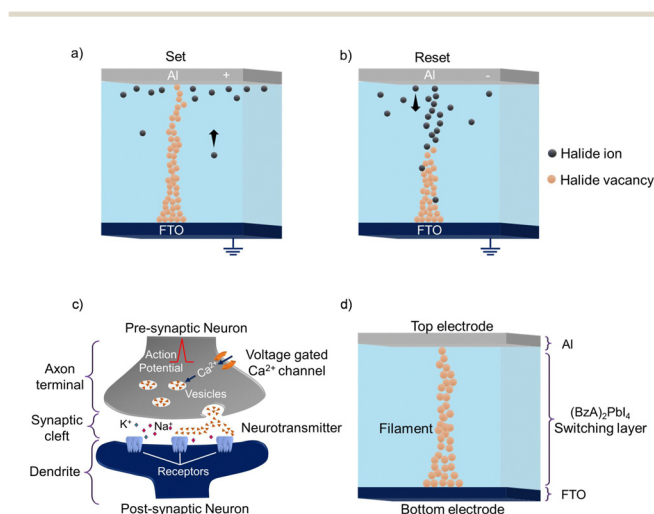 a)
Set
Al
+
FTO
b)
Reset
Al
-
FTO
Halide ion
Halide vacancy
c)
Pre-synaptic Neuron
Axon
terminal
Action
Potential
Ca²⁺
Voltage gated
Ca²⁺ channel
Vesicles
Synaptic
cleft
K⁺
Na⁺
Neurotransmitter
Dendrite
Receptors
Post-synaptic Neuron
d)
Top electrode
Al
Filament
(BzA)₂PbI₄
Switching layer
FTO
Bottom electrode